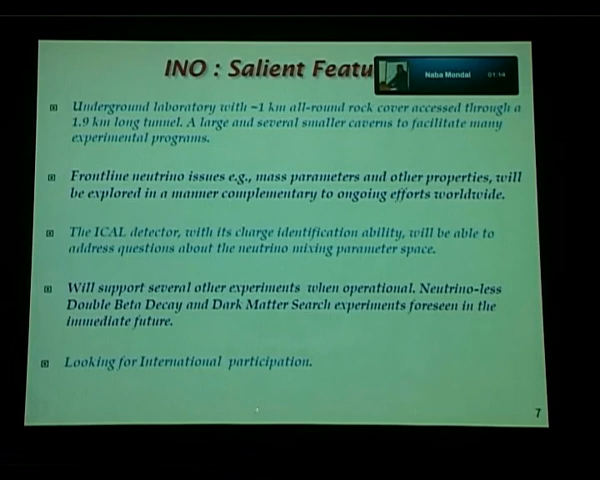 INO : Salient Featu
Naba Mondal 01:14
Underground laboratory with ~1 km all-round rock cover accessed through a
1.9 km long tunnel. A large and several smaller caverns to facilitate many
experimental programs.
Frontline neutrino issues e.g., mass parameters and other properties, will
be explored in a manner complementary to ongoing efforts worldwide.
The ICAL detector, with its charge identification ability, will be able to
address questions about the neutrino mixing parameter space.
Will support several other experiments when operational. Neutrino-less
Double Beta Decay and Dark Matter Search experiments foreseen in the
immediate future.
Looking for International participation.
7